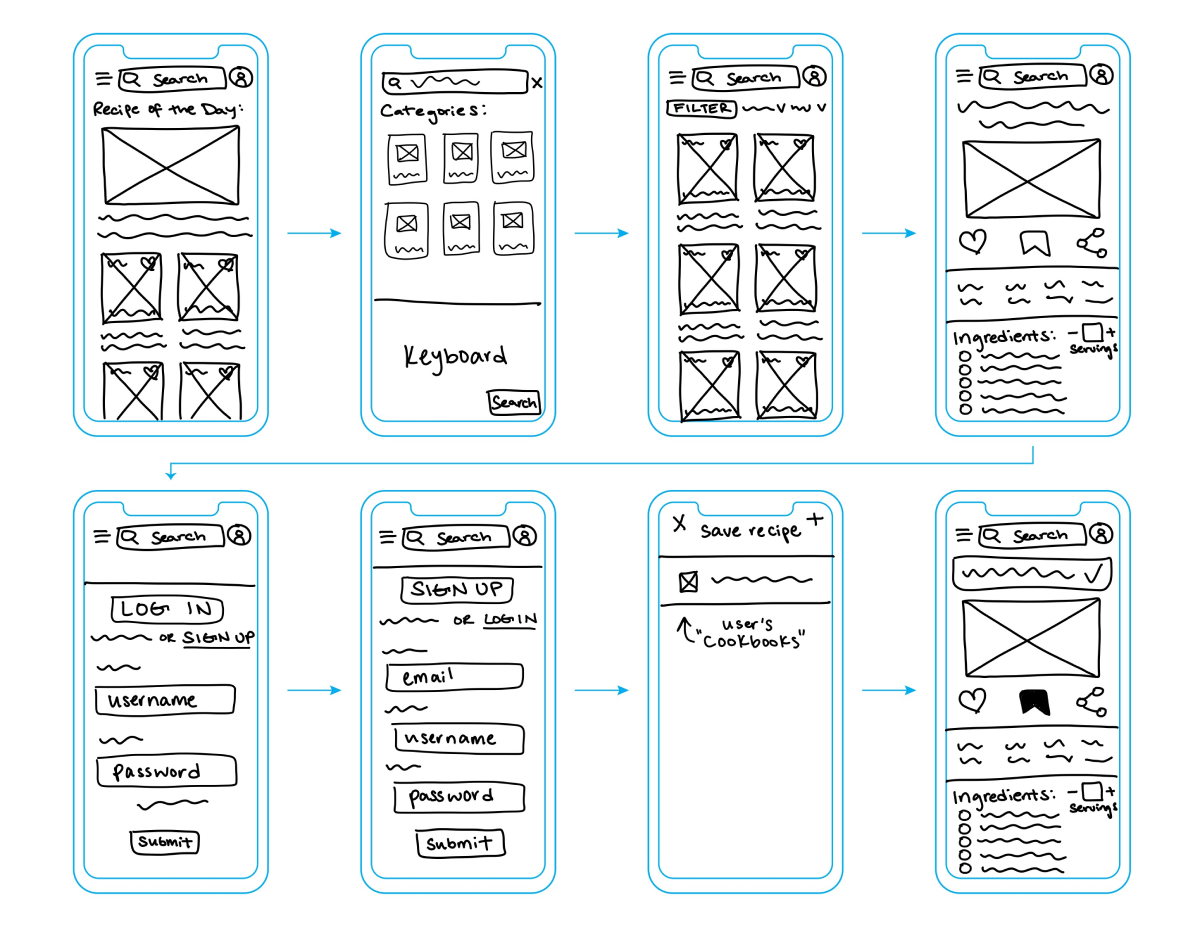 Search
Recipe of the Day:
x
Categories:
Keyboard
Search
Search
FILTER
Search
Ingredients: - +
servings
Search
LOG IN
OR SIGN UP
username
password
Submit
Search
SIGN UP
OR LOGIN
email
username
password
submit
X save recipe +
user's
"Cookbooks"
Search
Ingredients: - +
servings